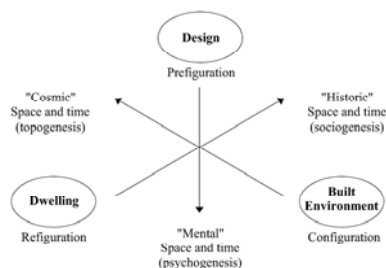 Design
Prefiguration
"Cosmic"
Space and time
(topogenesis)
"Historic"
Space and time
(sociogenesis)
Dwelling
Refiguration
"Mental"
Space and time
(psychogenesis)
Built
Environment
Configuration